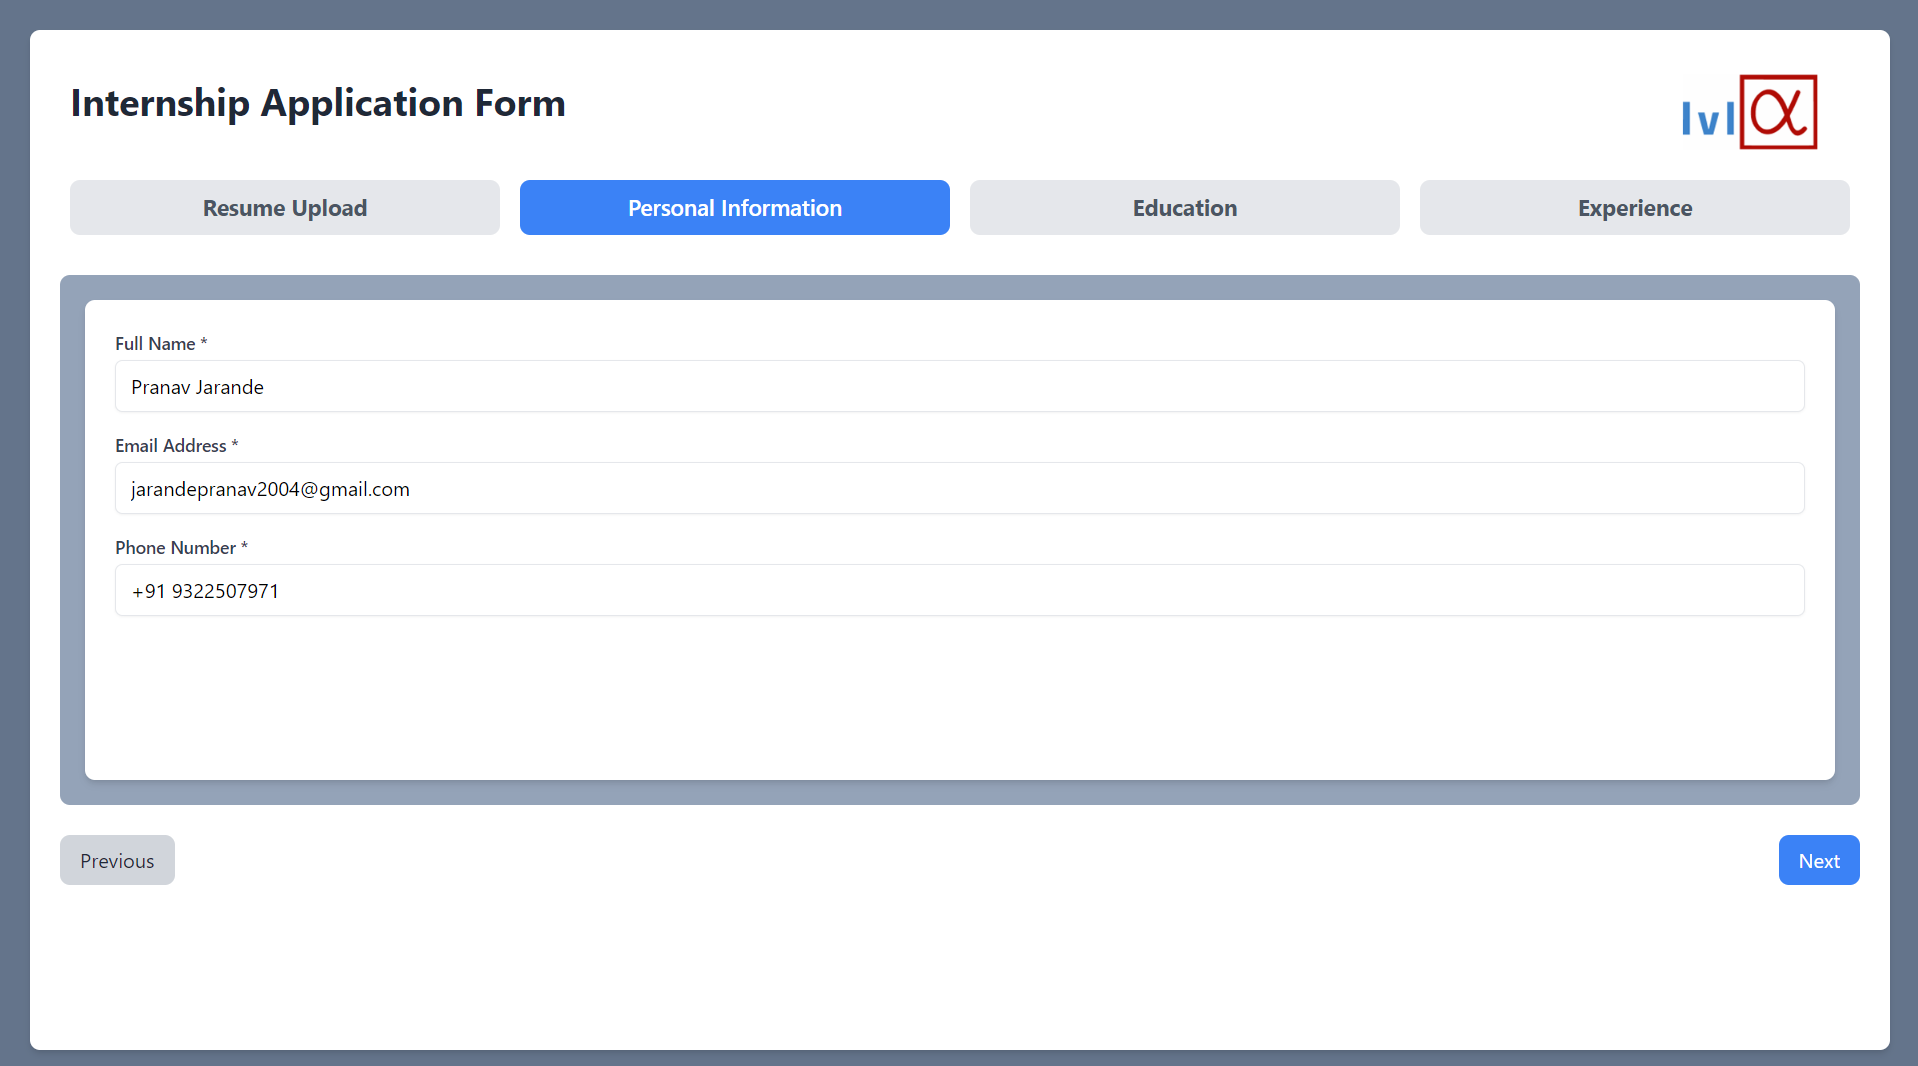 Internship Application Form
lvl α
Resume Upload
Personal Information
Education
Experience
Full Name *
Pranav Jarande
Email Address *
jarandepranav2004@gmail.com
Phone Number *
+91 9322507971
Previous
Next